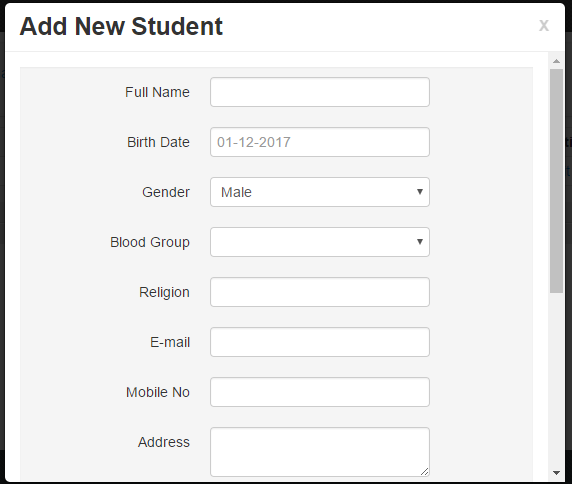 Add New Student x
Full Name
Birth Date 01-12-2017
Gender Male
Blood Group
Religion
E-mail
Mobile No
Address